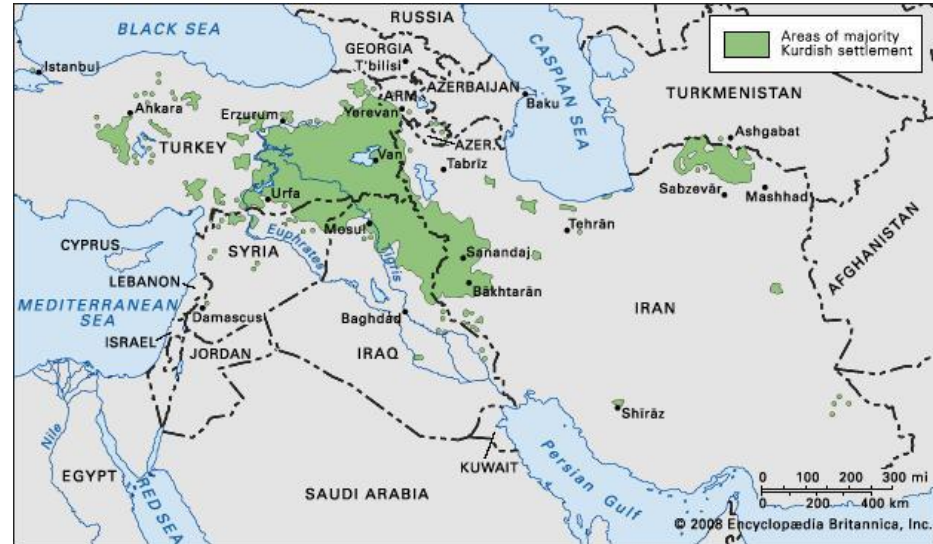 RUSSIA
BLACK SEA
GEORGIA
T'bilisi
CASPIAN SEA
Areas of majority
Kurdish settlement
Istanbul
Ankara
Erzurum
ARM.
Yerevan
AZERBAIJAN
Baku
TURKMENISTAN
TURKEY
Van
AZER.
Tabrīz
Ashgabat
Urfa
Sabzevār
Mashhad
Mosul
Tehrān
CYPRUS
SYRIA
Euphrates
Tigris
Sanandaj
AFGHANISTAN
LEBANON
Bākhtarān
MEDITERRANEAN
SEA
Damascus
Baghdād
IRAN
ISRAEL
JORDAN
IRAQ
Shīrāz
Nile
KUWAIT
EGYPT
RED SEA
SAUDI ARABIA
Persian Gulf
0 100 200 300 mi
0 200 400 km
© 2008 Encyclopædia Britannica, Inc.